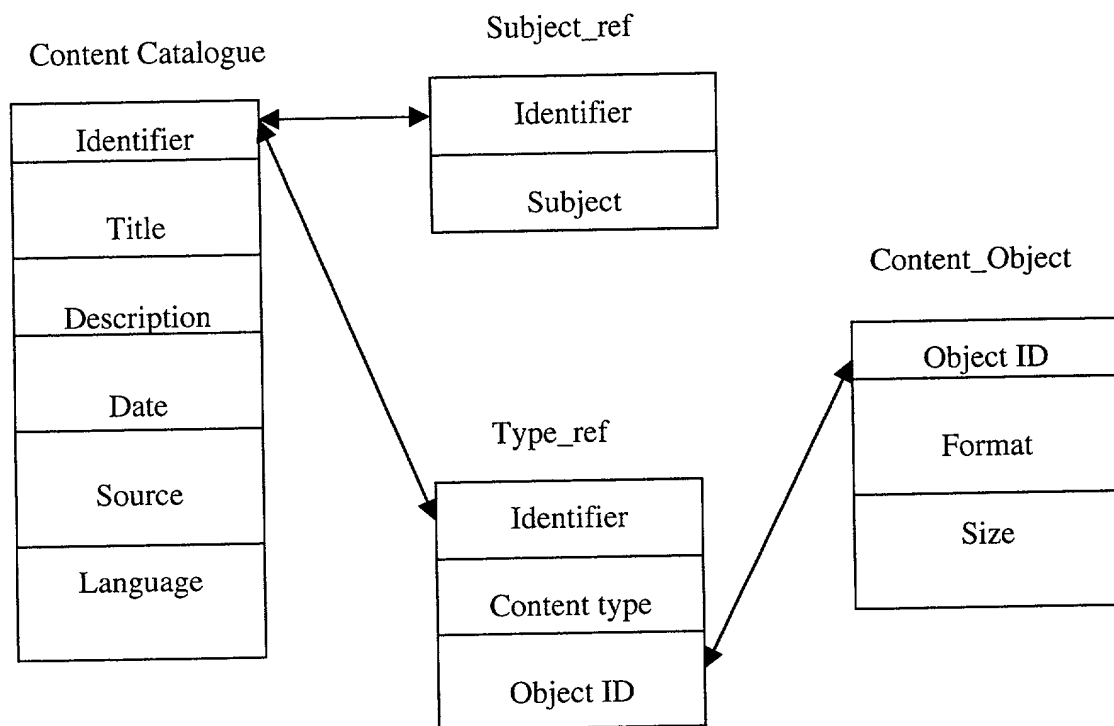 Content Catalogue
Identifier
Title
Description
Date
Source
Language
Subject_ref
Identifier
Subject
Type_ref
Identifier
Content type
Object ID
Content_Object
Object ID
Format
Size